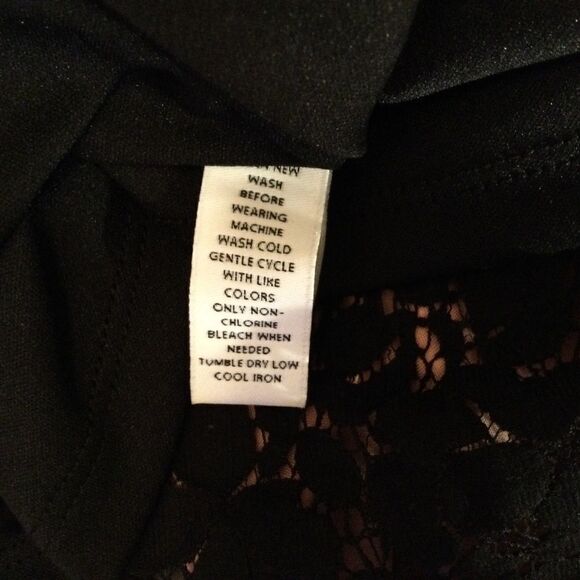 NEW
WASH
BEFORE
WEARING
MACHINE
WASH COLD
GENTLE CYCLE
WITH LIKE
COLORS
ONLY NON-
CHLORINE
BLEACH WHEN
NEEDED
TUMBLE DRY LOW
COOL IRON